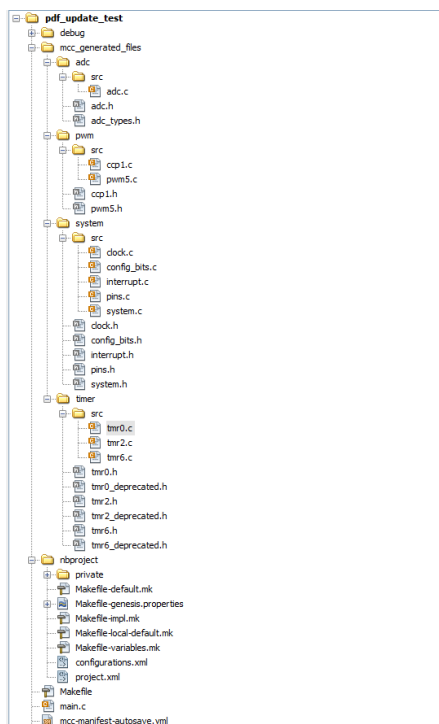 pdf_update_test
debug
mcc_generated_files
adc
src
adc.c
adc.h
adc_types.h
pwm
src
ccp1.c
pwm5.c
ccp1.h
pwm5.h
system
src
clock.c
config_bits.c
interrupt.c
pins.c
system.c
clock.h
config_bits.h
interrupt.h
pins.h
system.h
timer
src
tmr0.c
tmr2.c
tmr6.c
tmr0.h
tmr0_deprecated.h
tmr2.h
tmr2_deprecated.h
tmr6.h
tmr6_deprecated.h
nbproject
private
Makefile-default.mk
Makefile-genesis.properties
Makefile-impl.mk
Makefile-local-default.mk
Makefile-variables.mk
configurations.xml
project.xml
Makefile
main.c
mcc-manifest-autosave.yml